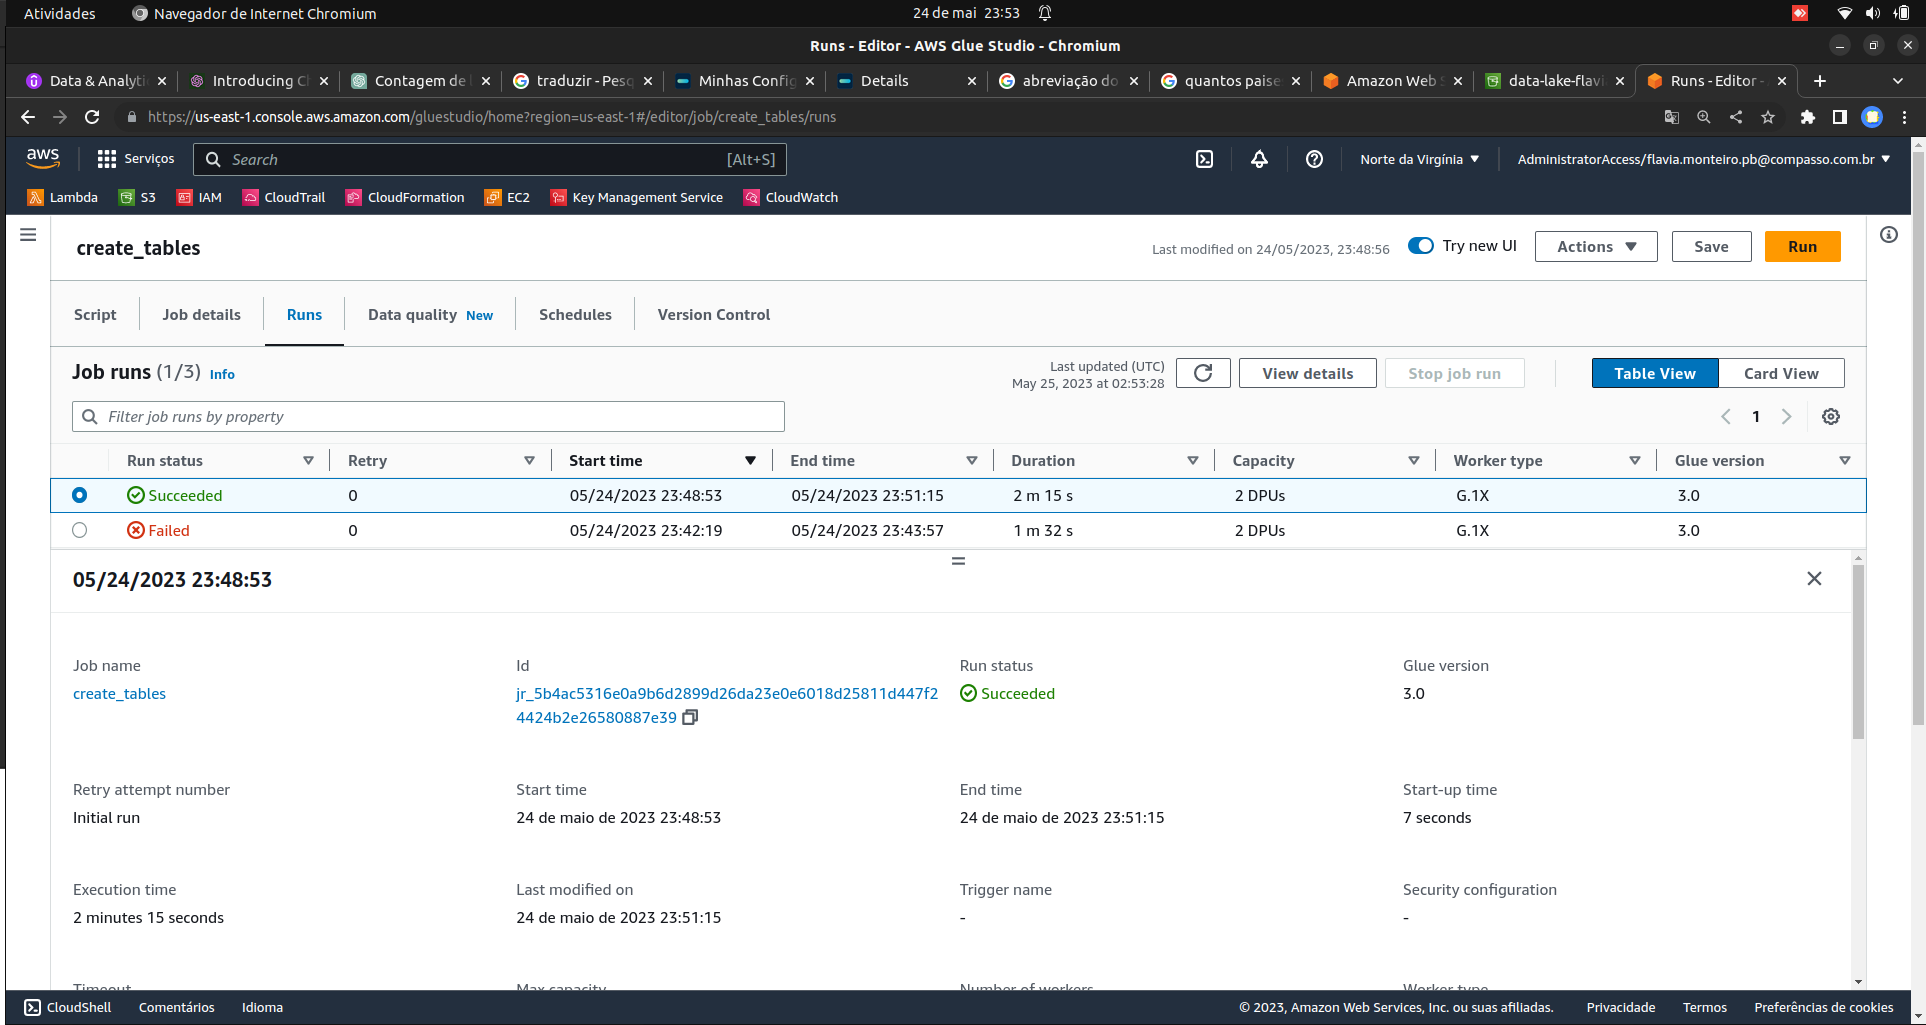 Atividades Navegador de Internet Chromium 24 de mai 23:53
Runs - Editor - AWS Glue Studio - Chromium
Data & Analyti Introducing Ch Contagem de traduzir - Pesq Minhas Config Details abreviação do quantos paise Amazon Web S data-lake-flavi Runs - Editor -
https://us-east-1.console.aws.amazon.com/gluestudio/home?region=us-east-1#/editor/job/create_tables/runs
aws Serviços Search [Alt+S] Norte da Virgínia AdministratorAccess/flavia.monteiro.pb@compasso.com.br
Lambda S3 IAM CloudTrail CloudFormation EC2 Key Management Service CloudWatch
create_tables Last modified on 24/05/2023, 23:48:56 Try new UI Actions Save Run
Script Job details Runs Data quality New Schedules Version Control
Job runs (1/3) Info Last updated (UTC) May 25, 2023 at 02:53:28 View details Stop job run Table View Card View
Filter job runs by property 1
Run status Retry Start time End time Duration Capacity Worker type Glue version
Succeeded 0 05/24/2023 23:48:53 05/24/2023 23:51:15 2 m 15 s 2 DPUs G.1X 3.0
Failed 0 05/24/2023 23:42:19 05/24/2023 23:43:57 1 m 32 s 2 DPUs G.1X 3.0
05/24/2023 23:48:53
Job name Id Run status Glue version
create_tables jr_5b4ac5316e0a9b6d2899d26da23e0e6018d25811d447f2 Succeeded 3.0
4424b2e26580887e39
Retry attempt number Start time End time Start-up time
Initial run 24 de maio de 2023 23:48:53 24 de maio de 2023 23:51:15 7 seconds
Execution time Last modified on Trigger name Security configuration
2 minutes 15 seconds 24 de maio de 2023 23:51:15 - -
Timeout Max capacity Number of workers Worker type
CloudShell Comentários Idioma © 2023, Amazon Web Services, Inc. ou suas afiliadas. Privacidade Termos Preferências de cookies